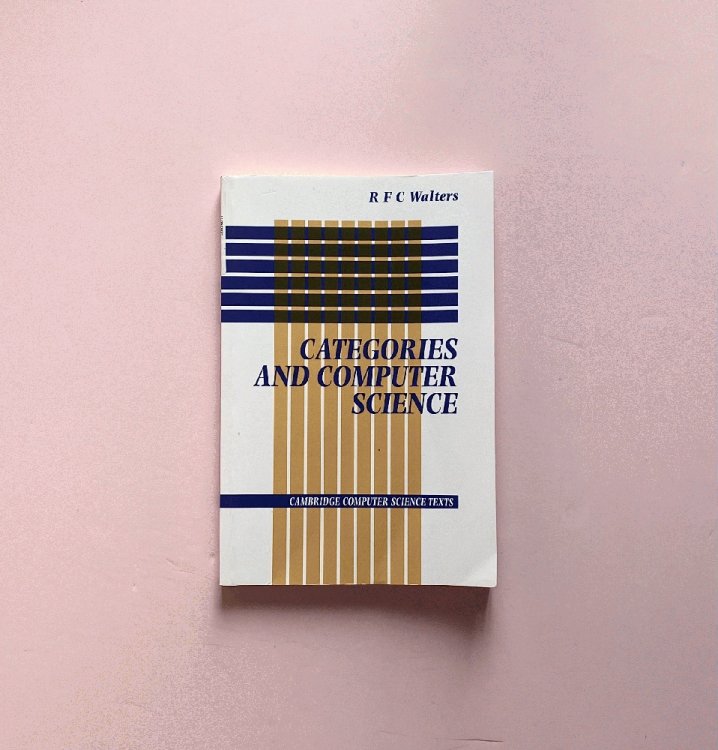 R F C Walters
CATEGORIES
AND COMPUTER
SCIENCE
CAMBRIDGE COMPUTER SCIENCE TEXTS